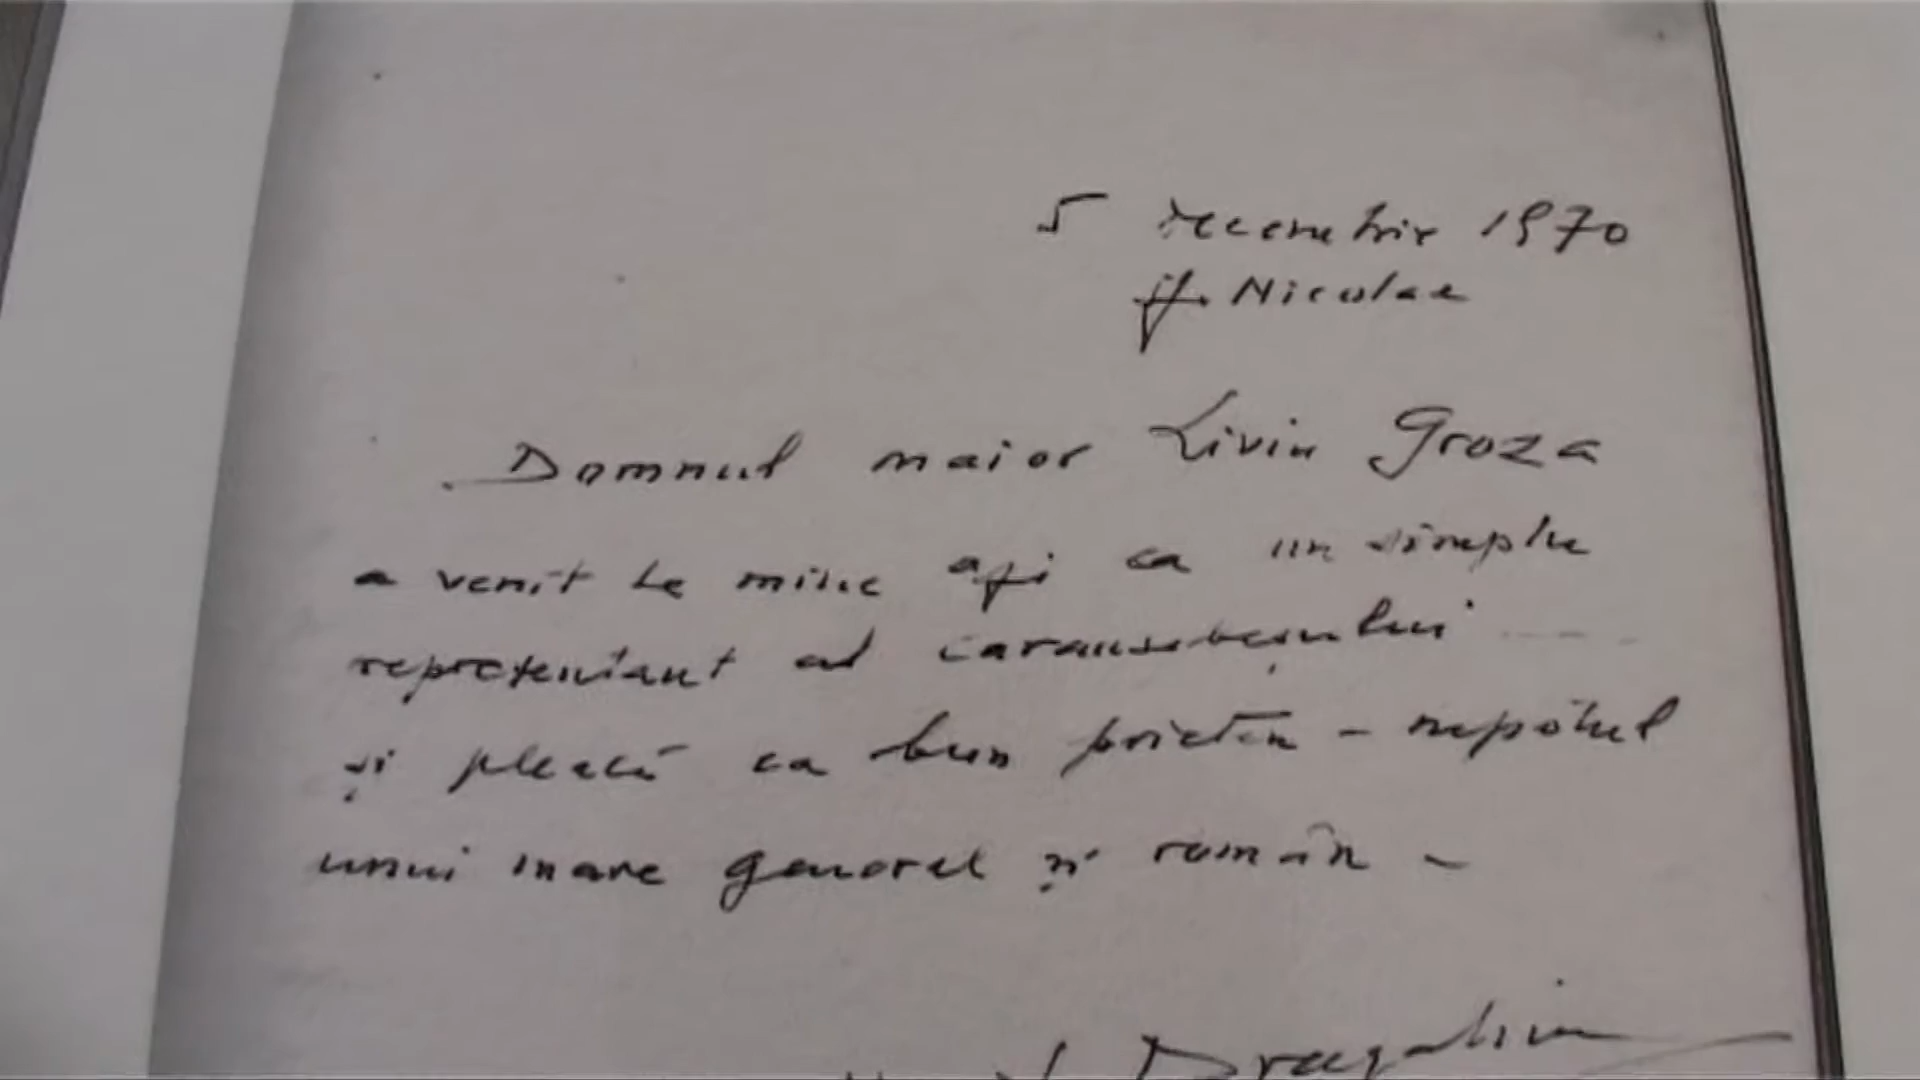 5 decembrie 1970
sf. Nicolae
Domnul maior Liviu Groza
a venit la mine azi ca un simplu
reprezentant al caransebeșului
și pleacă ca bun prieten – nepotul
unui mare general și român –
Dragalina